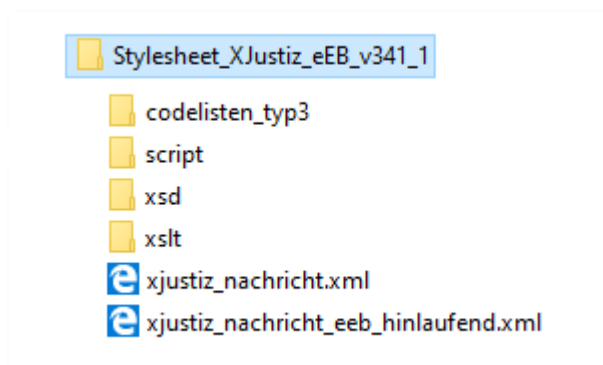 Stylesheet_XJustiz_eEB_v341_1
codelisten_typ3
script
xsd
xslt
xjustiz_nachricht.xml
xjustiz_nachricht_eeb_hinlaufend.xml